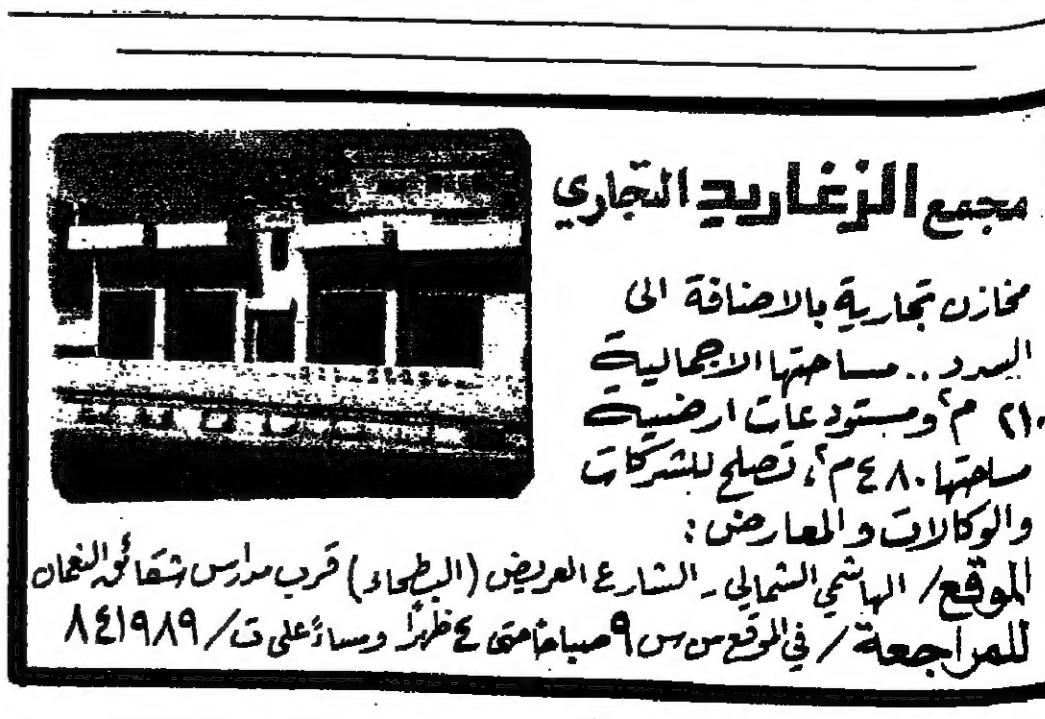 مجمع الزغاريد التجاري
مخازن تجارية بالاضافة الى
السدد .. مساحتها الاجمالية
٢١٠ م٢ ومستودعات ارضية
مساحتها ٤٨٠ م٢، تصلح للشركات
والوكالات والمعارض :
الموقع / الهاشمي الشمالي - الشارع العريض (البطحاء) قرب مدارس شقائق النعمان
للمراجعة / في الموقع من س ٩ صباحاً حتى ٤ ظهراً ومساءً على ت / ٨٤١٩٨٩